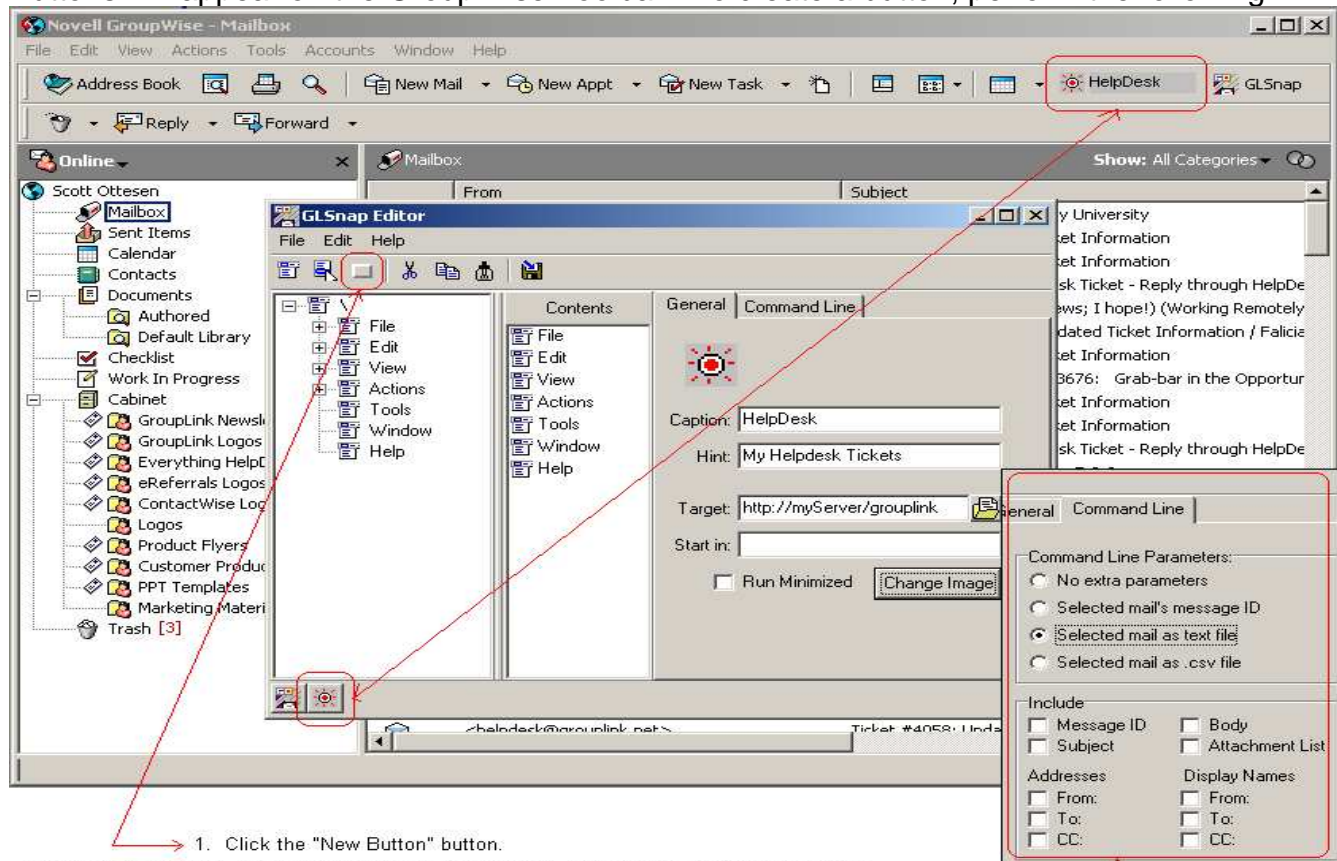 Novell GroupWise - Mailbox
File Edit View Actions Tools Accounts Window Help
Address Book New Mail New Appt New Task HelpDesk GLSnap
Reply Forward
Online Mailbox Show: All Categories
From Subject
Scott Ottesen
Mailbox
Sent Items
Calendar
Contacts
Documents
Authored
Default Library
Checklist
Work In Progress
Cabinet
GroupLink Newsl
GroupLink Logos
Everything HelpD
eReferrals Logos
ContactWise Log
Logos
Product Flyers
Customer Produc
PPT Templates
Marketing Materi
Trash [3]
GLSnap Editor
File Edit Help
\
File
Edit
View
Actions
Tools
Window
Help
Contents
File
Edit
View
Actions
Tools
Window
Help
General Command Line
Caption: HelpDesk
Hint: My Helpdesk Tickets
Target: http://myServer/grouplink
Start in:
Run Minimized Change Image
y University
ket Information
ket Information
sk Ticket - Reply through HelpDe
ews; I hope!) (Working Remotely
dated Ticket Information / Falicia
ket Information
3676: Grab-bar in the Opportur
ket Information
ket Information
sk Ticket - Reply through HelpDe
<helpdesk@grouplink.net> Ticket #4058: Upda
General Command Line
Command Line Parameters:
No extra parameters
Selected mail's message ID
Selected mail as text file
Selected mail as .csv file
Include
Message ID Body
Subject Attachment List
Addresses Display Names
From: From:
To: To:
CC: CC:
1. Click the "New Button" button.